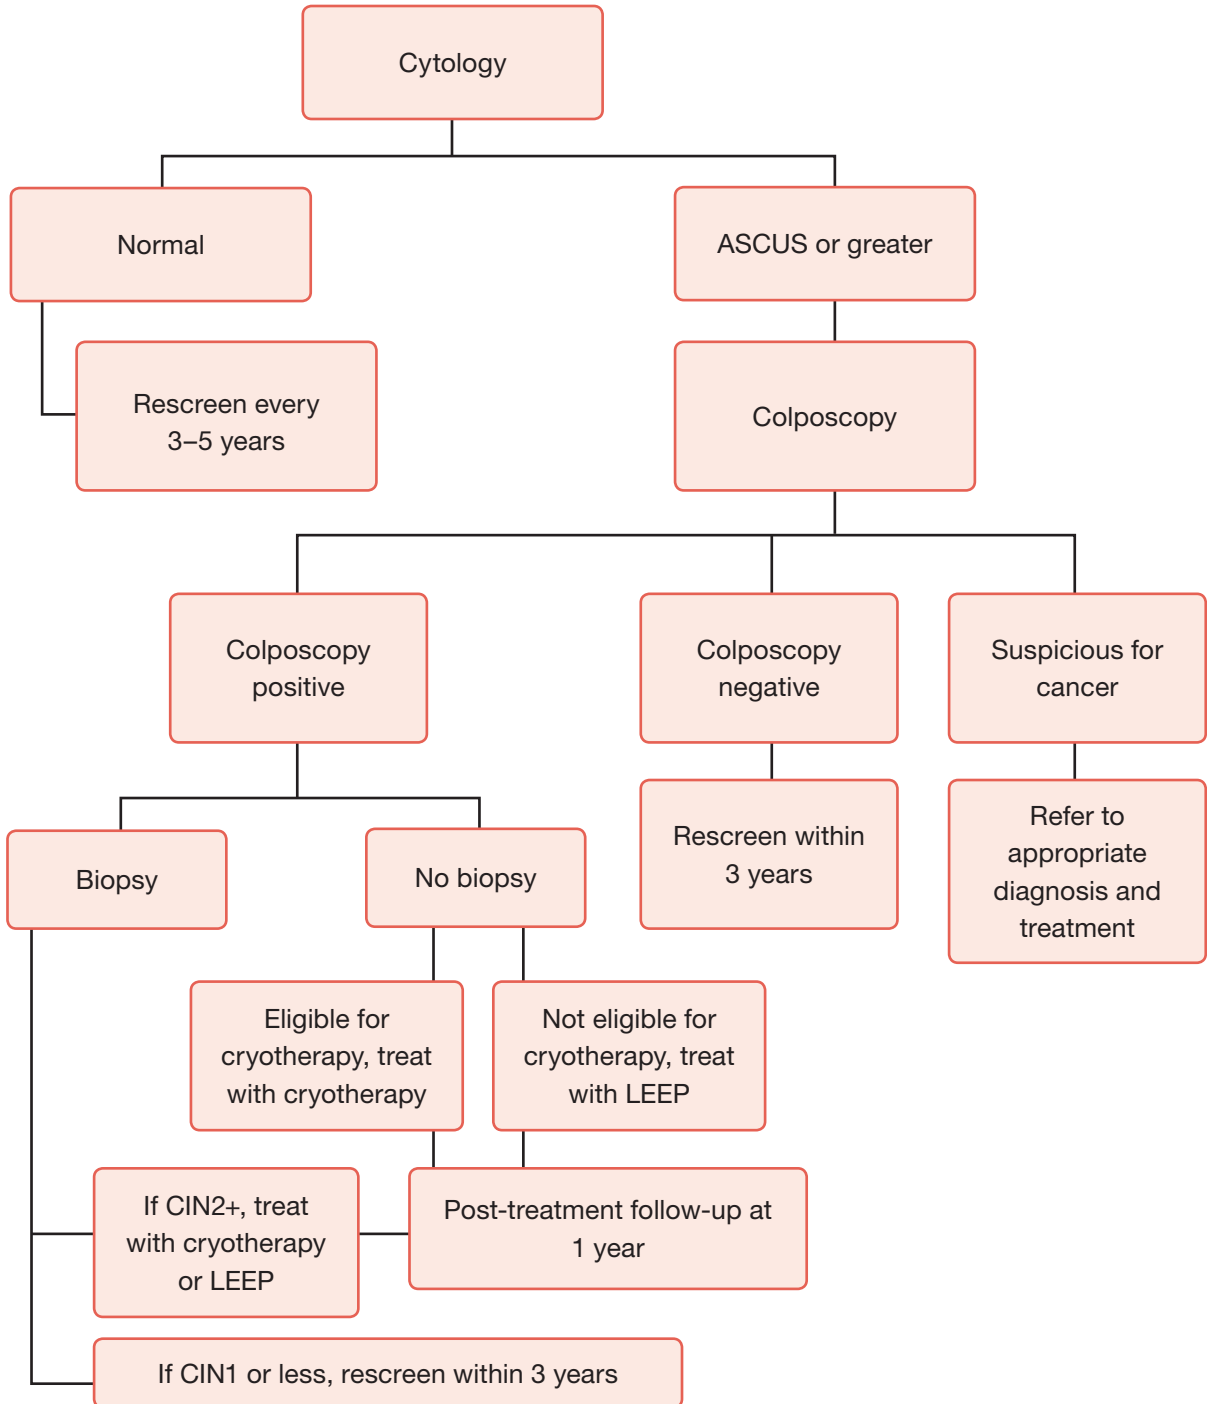 Cytology
Normal
ASCUS or greater
Rescreen every
3–5 years
Colposcopy
Colposcopy
positive
Colposcopy
negative
Suspicious for
cancer
Biopsy
No biopsy
Rescreen within
3 years
Refer to
appropriate
diagnosis and
treatment
Eligible for
cryotherapy, treat
with cryotherapy
Not eligible for
cryotherapy, treat
with LEEP
If CIN2+, treat
with cryotherapy
or LEEP
Post-treatment follow-up at
1 year
If CIN1 or less, rescreen within 3 years